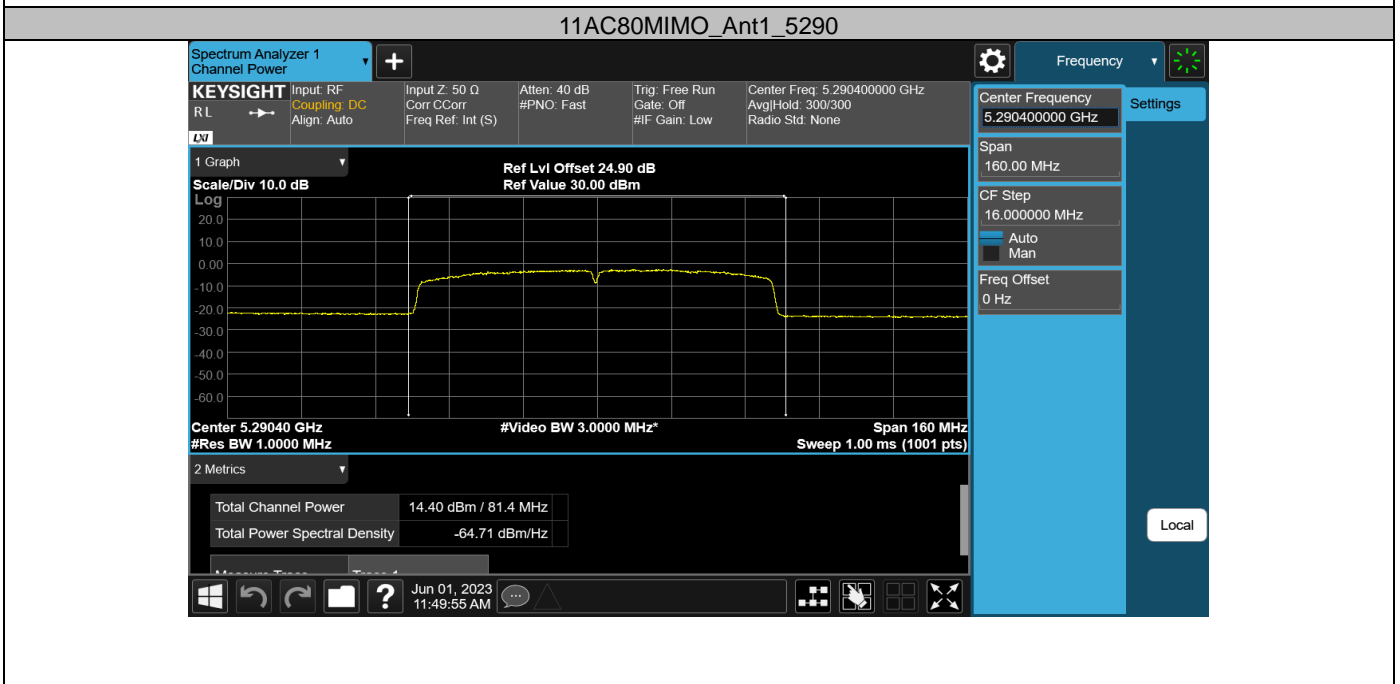 11AC80MIMO_Ant1_5290
Spectrum Analyzer 1
Channel Power
+
Frequency
KEYSIGHT
RL
LXI
Input: RF
Coupling: DC
Align: Auto
Input Z: 50 Ω
Corr CCorr
Freq Ref: Int (S)
Atten: 40 dB
#PNO: Fast
Trig: Free Run
Gate: Off
#IF Gain: Low
Center Freq: 5.290400000 GHz
Avg|Hold: 300/300
Radio Std: None
Center Frequency
5.290400000 GHz
Settings
Span
160.00 MHz
CF Step
16.000000 MHz
Auto
Man
Freq Offset
0 Hz
Local
1 Graph
Scale/Div 10.0 dB
Ref Lvl Offset 24.90 dB
Ref Value 30.00 dBm
Log
20.0
10.0
0.00
-10.0
-20.0
-30.0
-40.0
-50.0
-60.0
Center 5.29040 GHz
#Video BW 3.0000 MHz*
Span 160 MHz
#Res BW 1.0000 MHz
Sweep 1.00 ms (1001 pts)
2 Metrics
Total Channel Power 14.40 dBm / 81.4 MHz
Total Power Spectral Density -64.71 dBm/Hz
?
Jun 01, 2023
11:49:55 AM